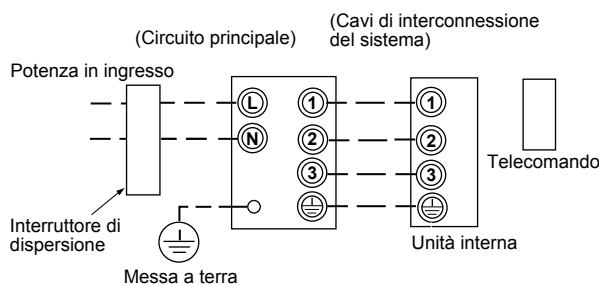 (Circuito principale)
(Cavi di interconnessione
del sistema)
Potenza in ingresso
L
N
1
2
3
1
2
3
Telecomando
Interruttore di
dispersione
Messa a terra
Unità interna